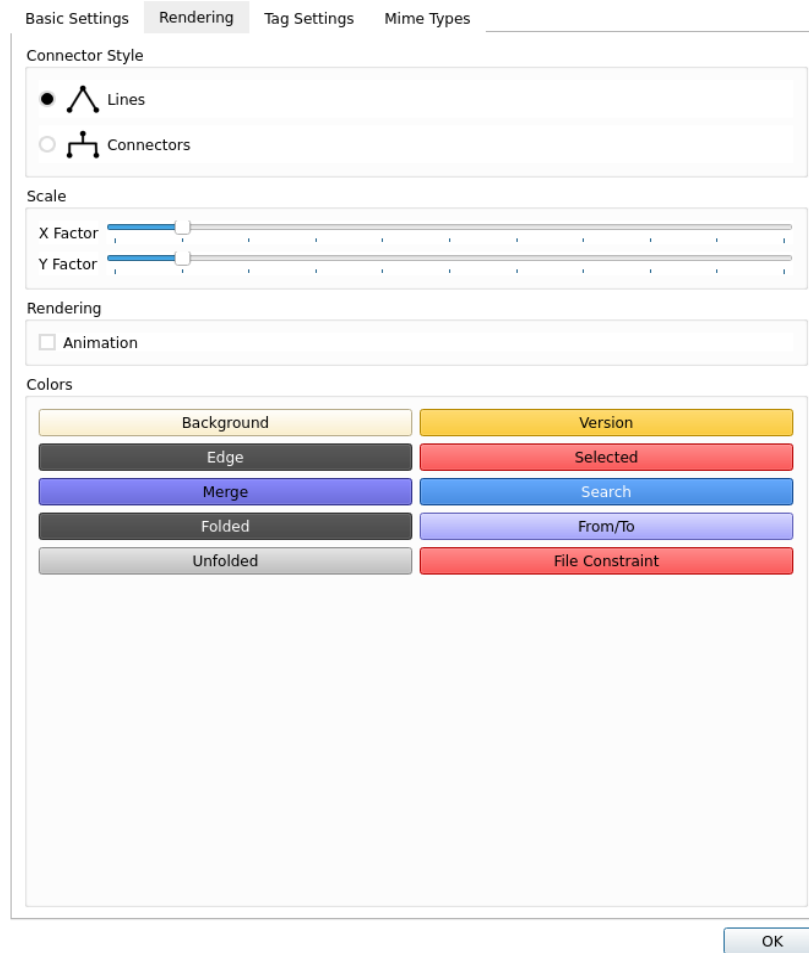 Basic Settings Rendering Tag Settings Mime Types
Connector Style
Lines
Connectors
Scale
X Factor
Y Factor
Rendering
Animation
Colors
Background Version
Edge Selected
Merge Search
Folded From/To
Unfolded File Constraint
OK